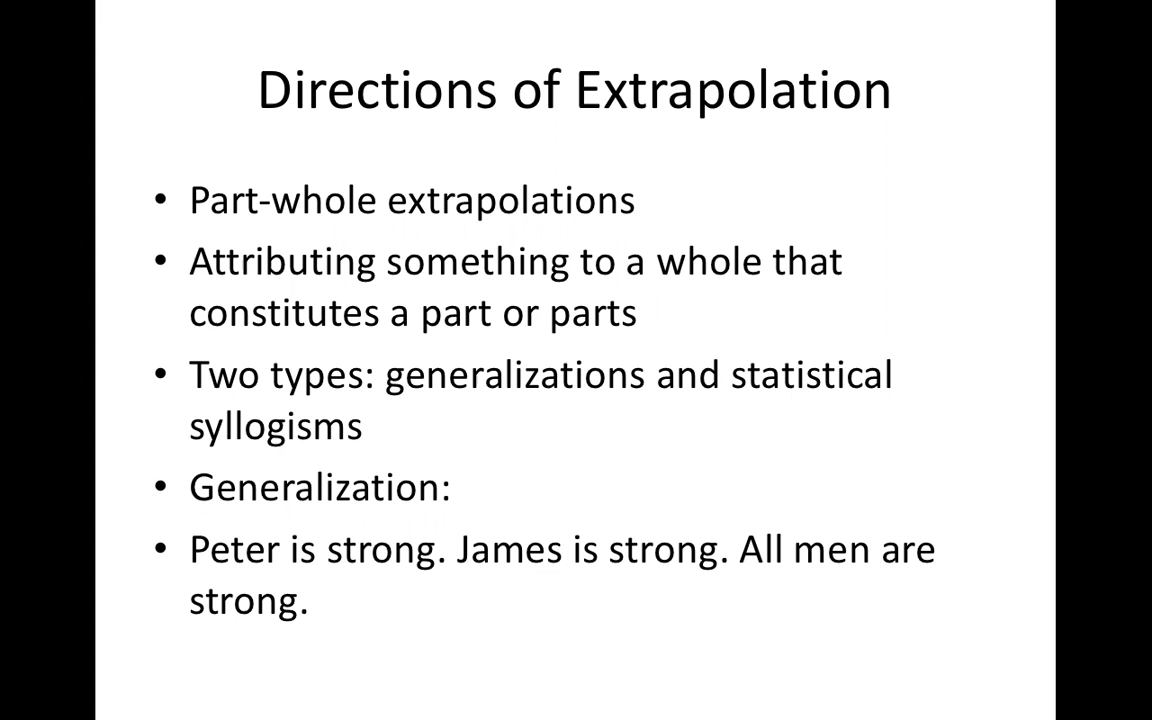 Directions of Extrapolation
• Part-whole extrapolations
• Attributing something to a whole that
constitutes a part or parts
• Two types: generalizations and statistical
syllogisms
• Generalization:
• Peter is strong. James is strong. All men are
strong.